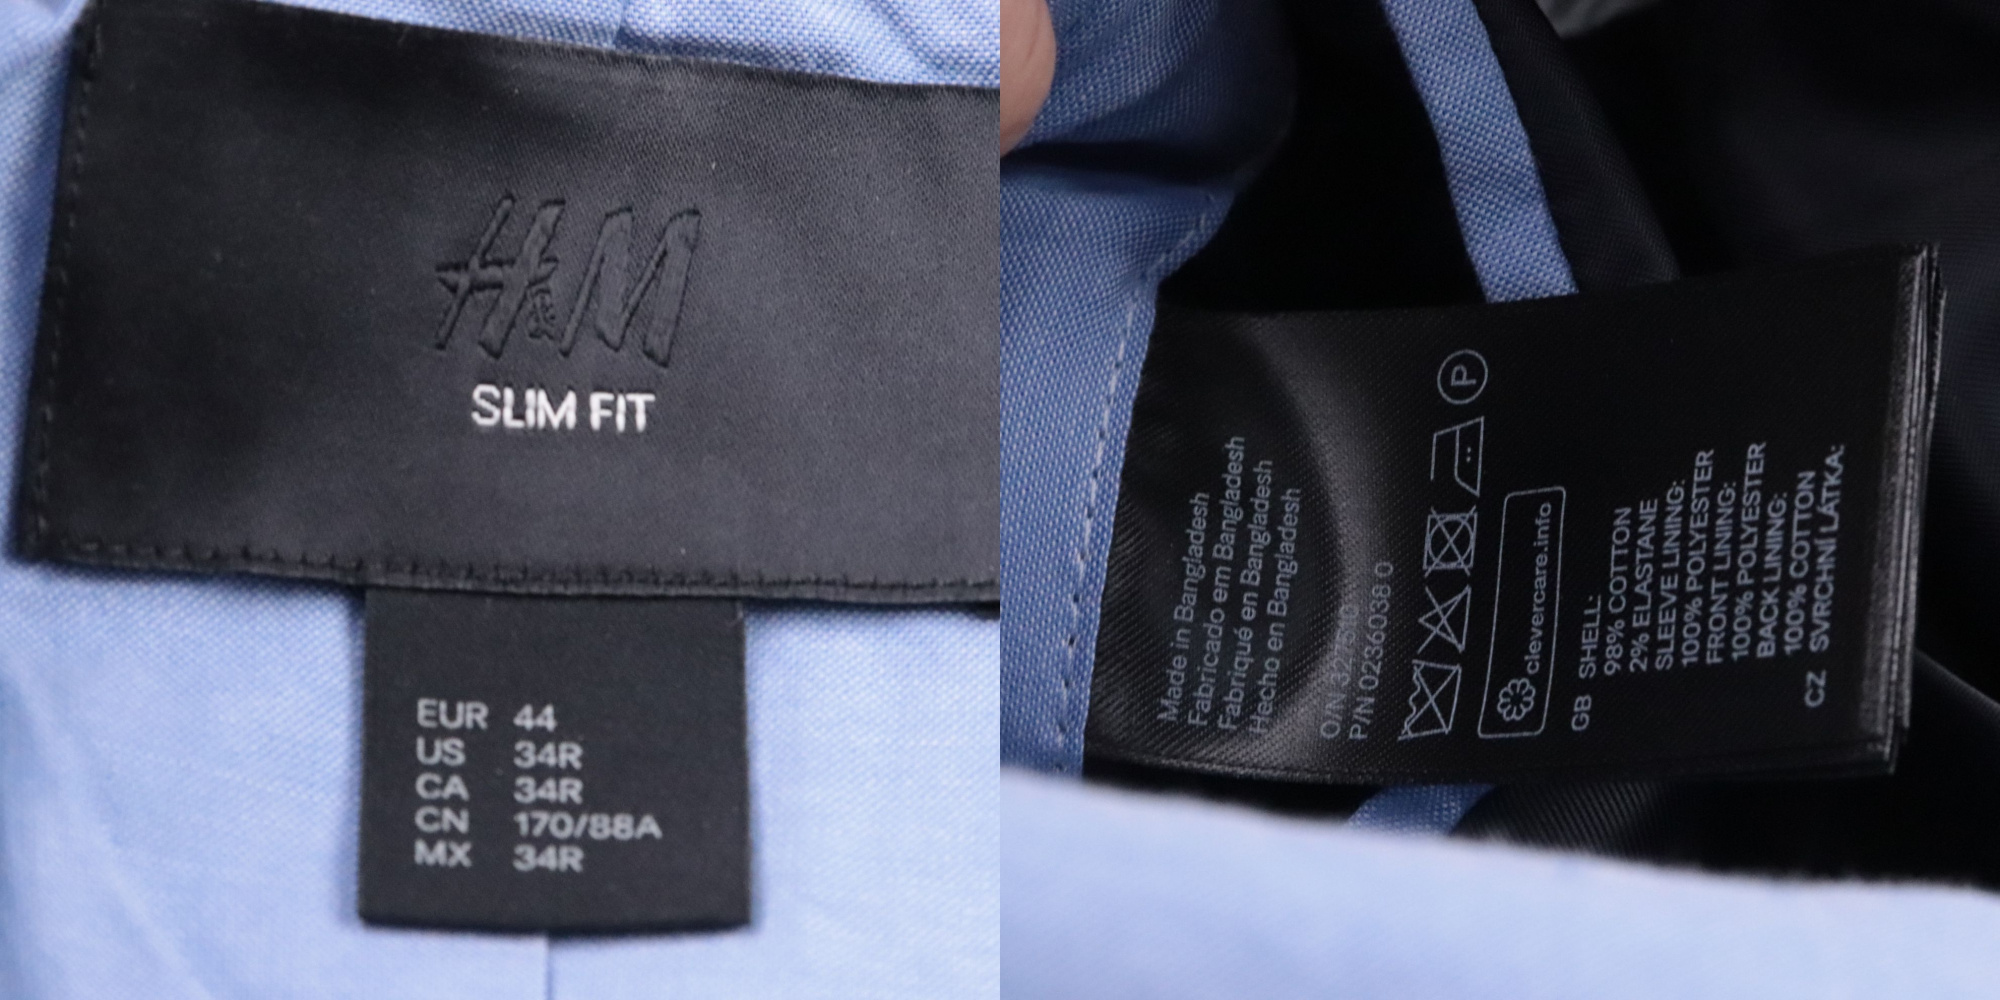 H&M
SLIM FIT
EUR 44
US 34R
CA 34R
CN 170/88A
MX 34R
Made in Bangladesh
Fabricado em Bangladesh
Fabriqué en Bangladesh
Hecho en Bangladesh
O/N
P/N 0236038 0
P
clevercare.info
GB SHELL:
98% COTTON
2% ELASTANE
SLEEVE LINING:
100% POLYESTER
FRONT LINING:
100% POLYESTER
BACK LINING:
100% COTTON
CZ SVRCHNÍ LÁTKA: